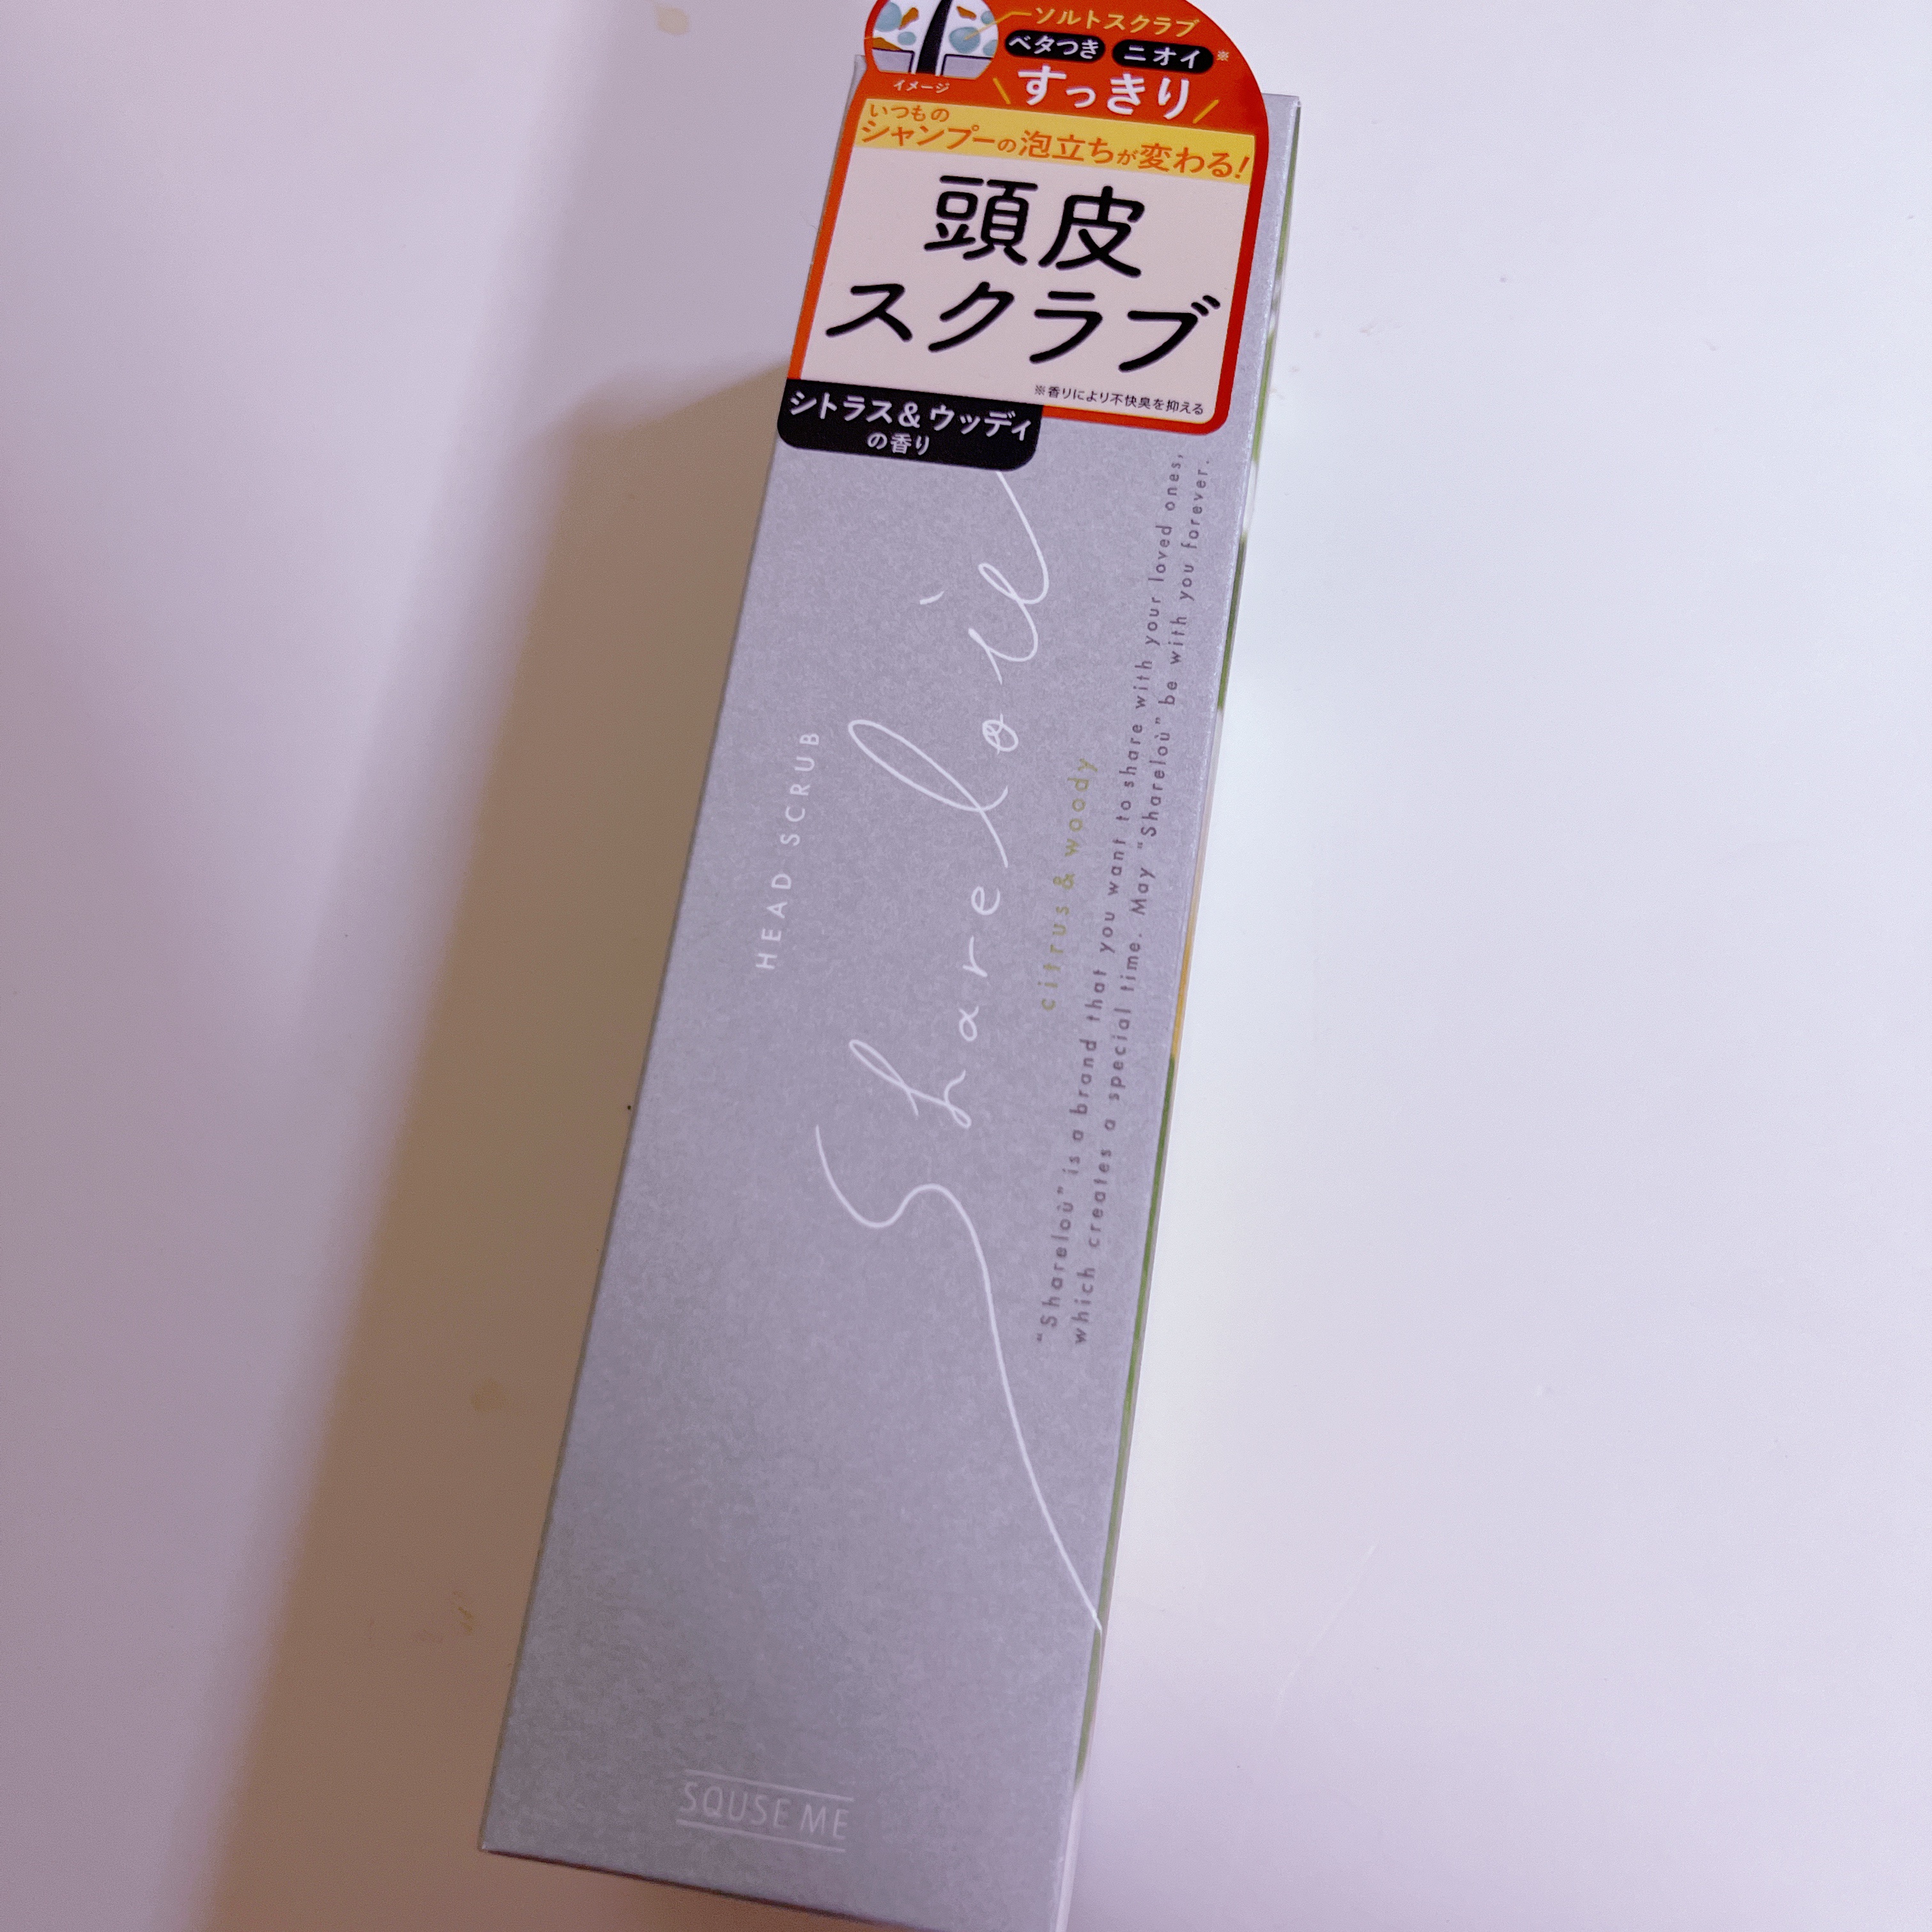 ソルトスクラブ
ベタつき ニオイ※
すっきり
イメージ
いつもの
シャンプーの泡立ちが変わる!
頭皮
スクラブ
※香りにより不快臭を抑える
シトラス&ウッディ
の香り
HEAD SCRUB
Shareloù
citrus & woody
“Shareloù” is a brand that you want to share with your loved ones,
which creates a special time. May “Shareloù” be with you forever.
SQUSE ME